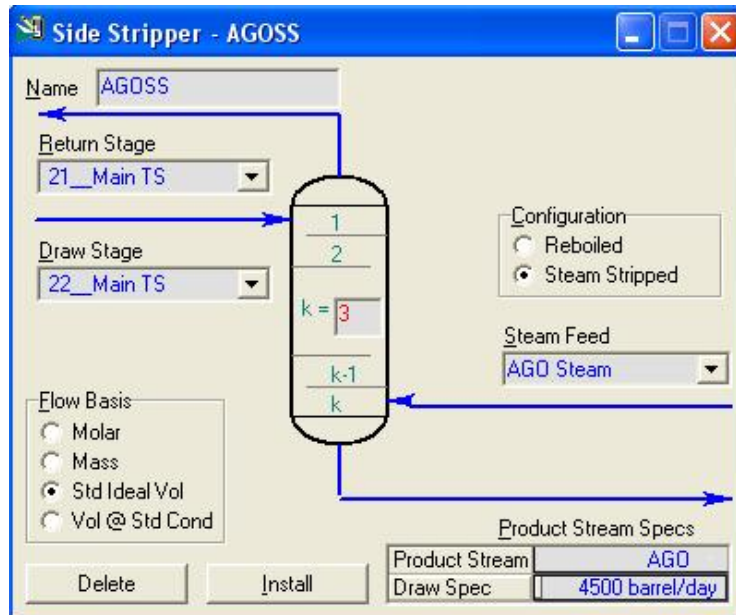 Side Stripper - AGOSS
Name AGOSS
Return Stage
21__Main TS
Draw Stage
22__Main TS
1
2
k = 3
k-1
k
Configuration
Reboiled
Steam Stripped
Steam Feed
AGO Steam
Flow Basis
Molar
Mass
Std Ideal Vol
Vol @ Std Cond
Product Stream Specs
Product Stream AGO
Draw Spec 4500 barrel/day
Delete Install